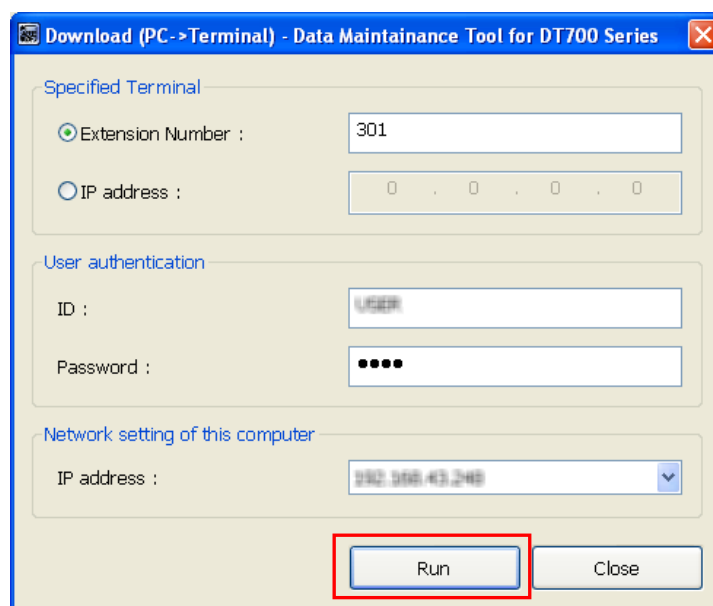 Download (PC->Terminal) - Data Maintainance Tool for DT700 Series
Specified Terminal
Extension Number : 301
IP address : 0 . 0 . 0 . 0
User authentication
ID : USER
Password : ●●●●
Network setting of this computer
IP address :
Run Close